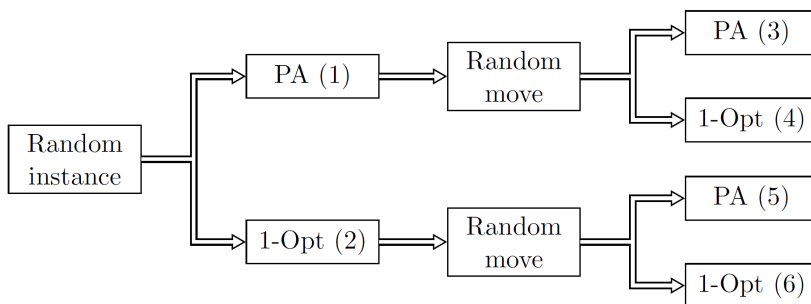 PA (3)
PA (1)
Random
move
1-Opt (4)
Random
instance
PA (5)
1-Opt (2)
Random
move
1-Opt (6)